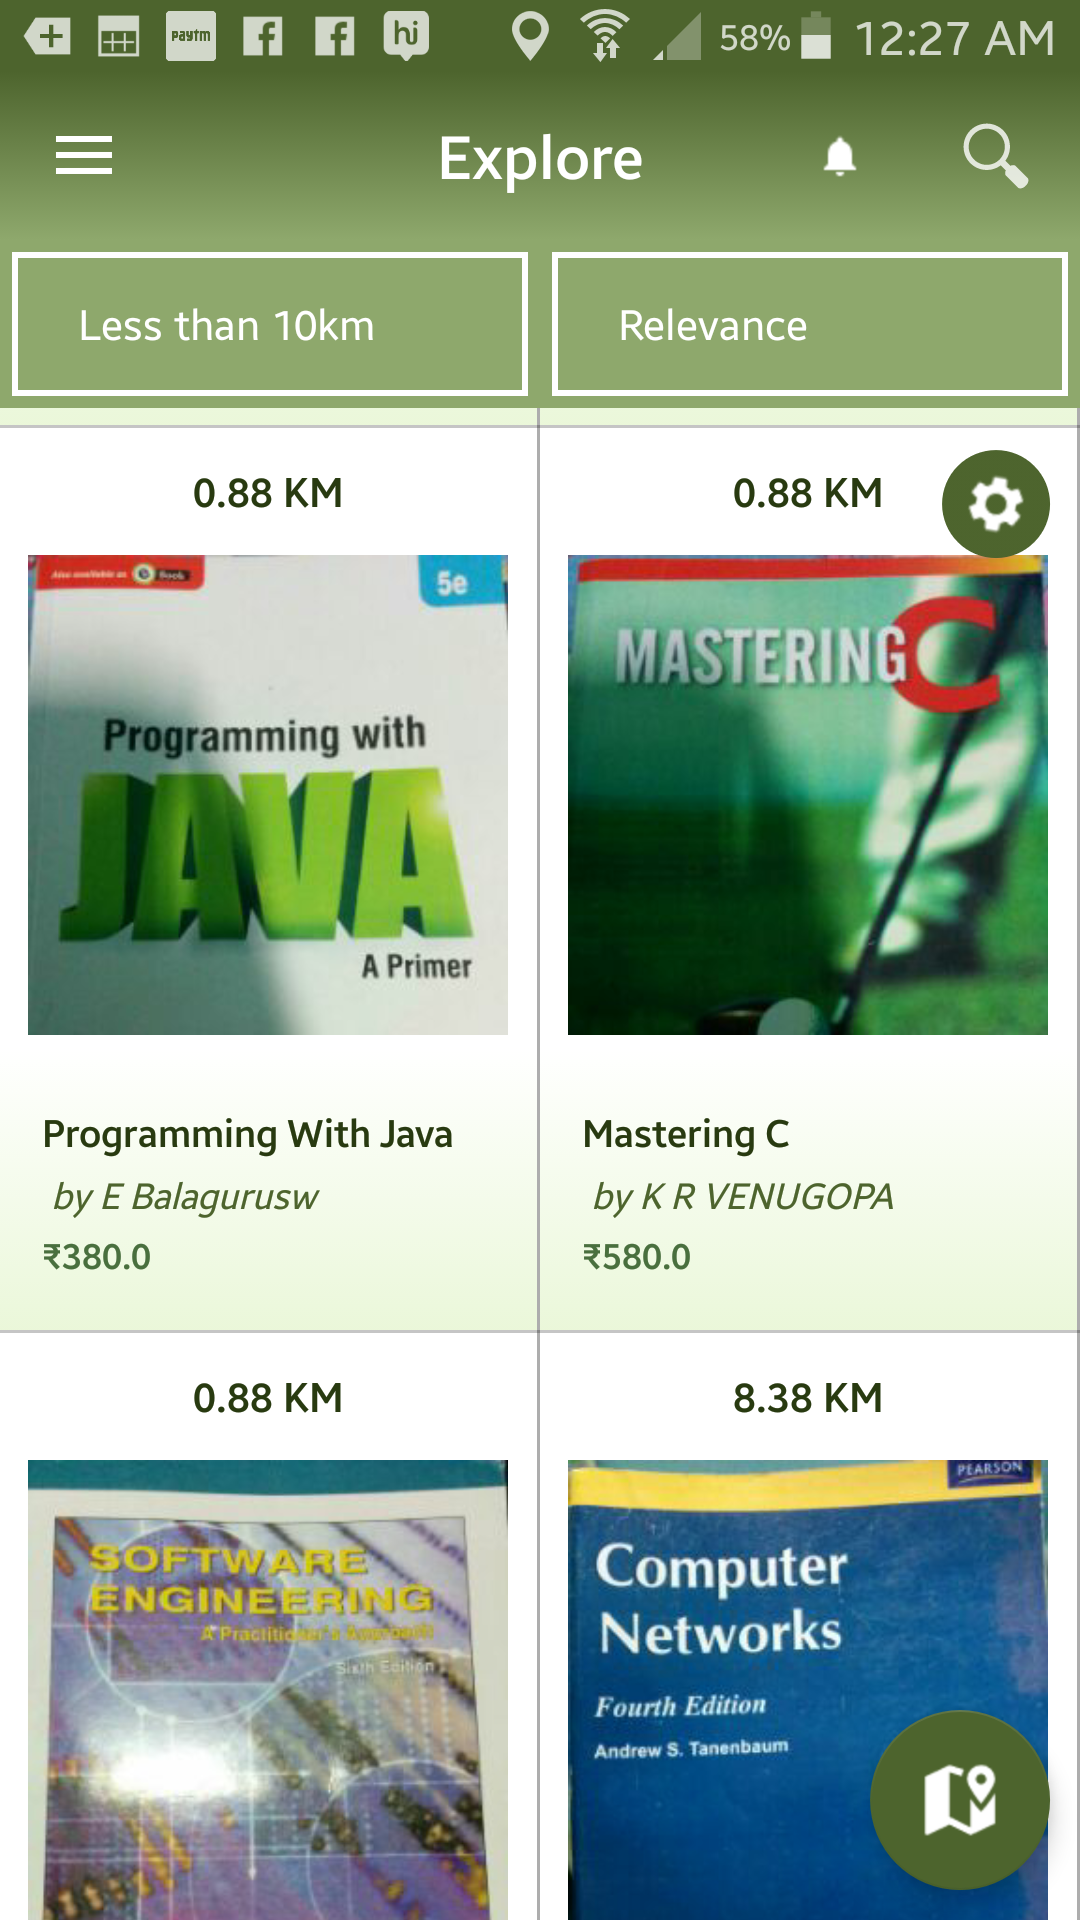 Paytm
hi
58%
12:27 AM
Explore
Less than 10km
Relevance
0.88 KM
0.88 KM
Also available as e Book
5e
Programming with
JAVA
A Primer
MASTERING C
Programming With Java
by E Balagurusw
₹380.0
Mastering C
by K R VENUGOPA
₹580.0
0.88 KM
8.38 KM
SOFTWARE
ENGINEERING
A Practitioner's Approach
Sixth Edition
PEARSON
Computer
Networks
Fourth Edition
Andrew S. Tanenbaum